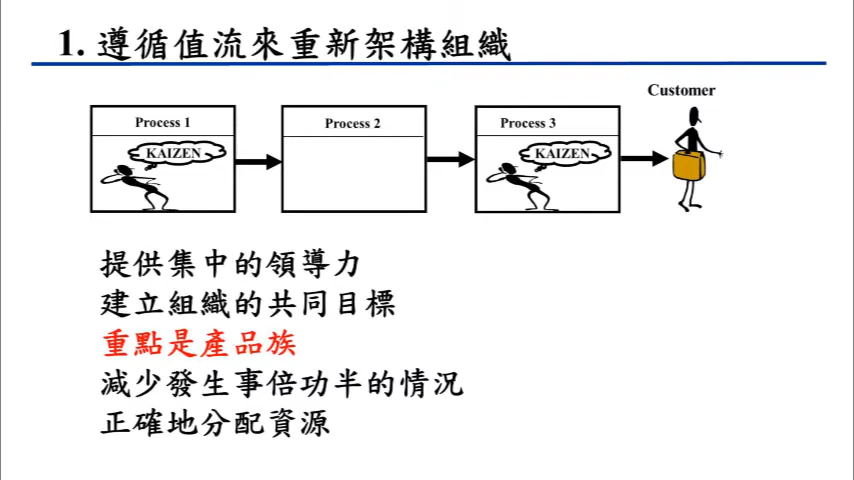 1. 遵循值流來重新架構組織
Customer
Process 1
Process 2
Process 3
KAIZEN
KAIZEN
提供集中的領導力
建立組織的共同目標
重點是產品族
減少發生事倍功半的情況
正確地分配資源